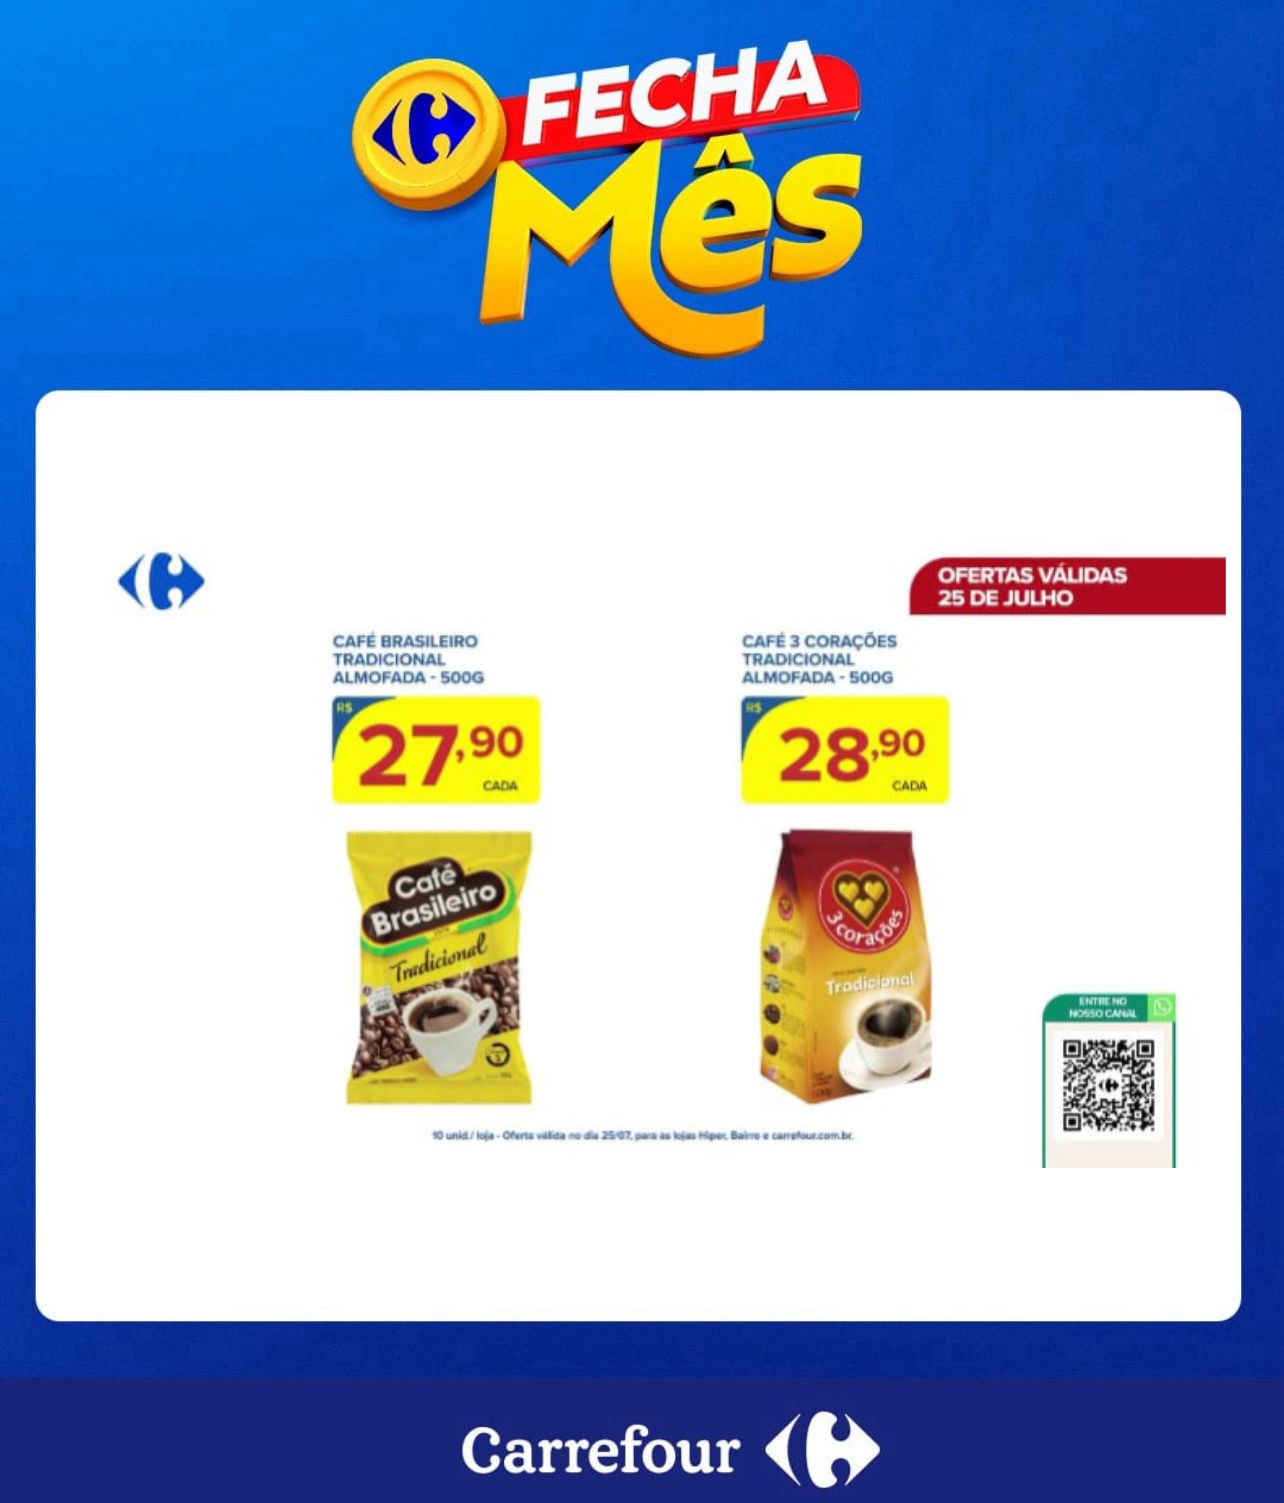 FECHA
Mês
OFERTAS VÁLIDAS
25 DE JULHO
CAFÉ BRASILEIRO
TRADICIONAL
ALMOFADA - 500G
R$
27,90
CADA
CAFÉ 3 CORAÇÕES
TRADICIONAL
ALMOFADA - 500G
R$
28,90
CADA
Café
Brasileiro
Tradicional
3 corações
Tradicional
500g
ENTRE NO
NOSSO CANAL
10 unid./ loja - Oferta válida no dia 25/07, para as lojas Hiper, Bairro e carrefour.com.br.
Carrefour